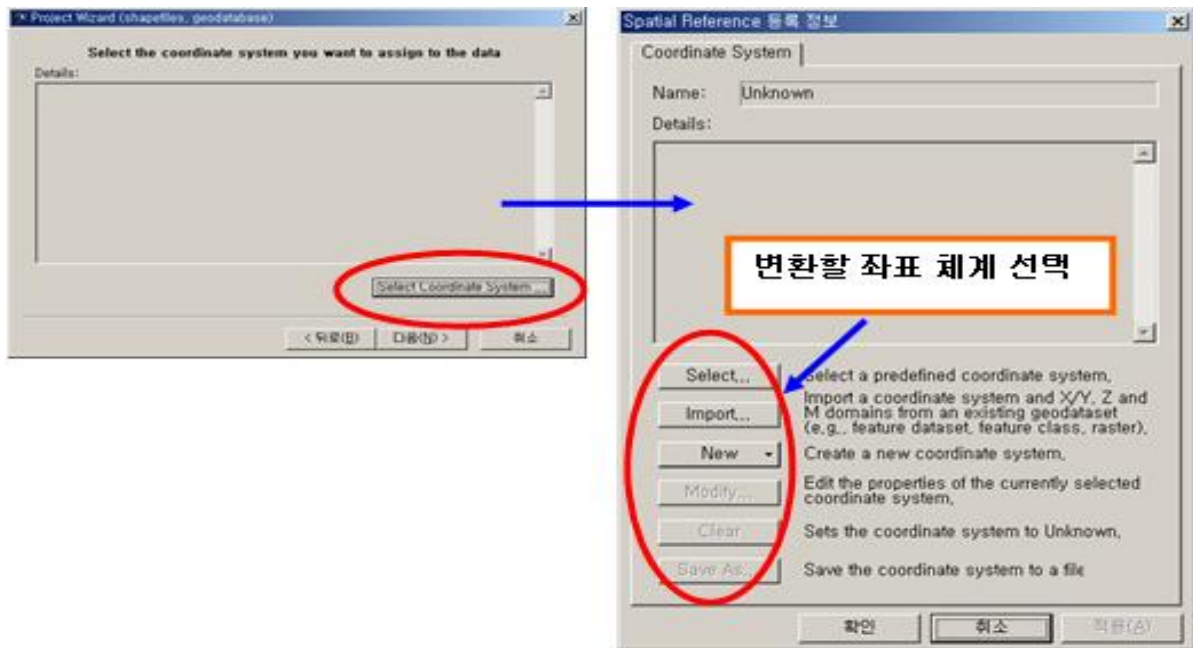 Project Wizard (shapefiles, geodatabase)
Select the coordinate system you want to assign to the data
Details:
Select Coordinate System ...
< 뒤로(B)
다음(N) >
취소
Spatial Reference 등록 정보
Coordinate System
Name: Unknown
Details:
변환할 좌표 체계 선택
Select... Select a predefined coordinate system,
Import... Import a coordinate system and X/Y, Z and
M domains from an existing geodataset
(e,g,, feature dataset, feature class, raster),
New Create a new coordinate system,
Modify... Edit the properties of the currently selected
coordinate system,
Clear Sets the coordinate system to Unknown,
Save As... Save the coordinate system to a file
확인
취소
적용(A)